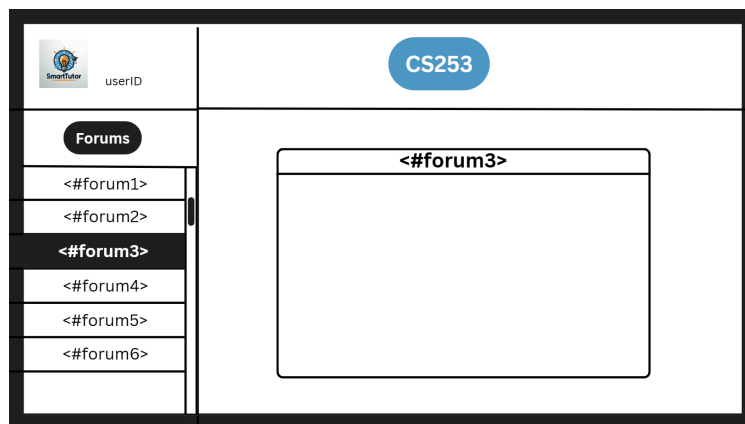 SmartTutor
userID
CS253
Forums
<#forum1>
<#forum2>
<#forum3>
<#forum4>
<#forum5>
<#forum6>
<#forum3>